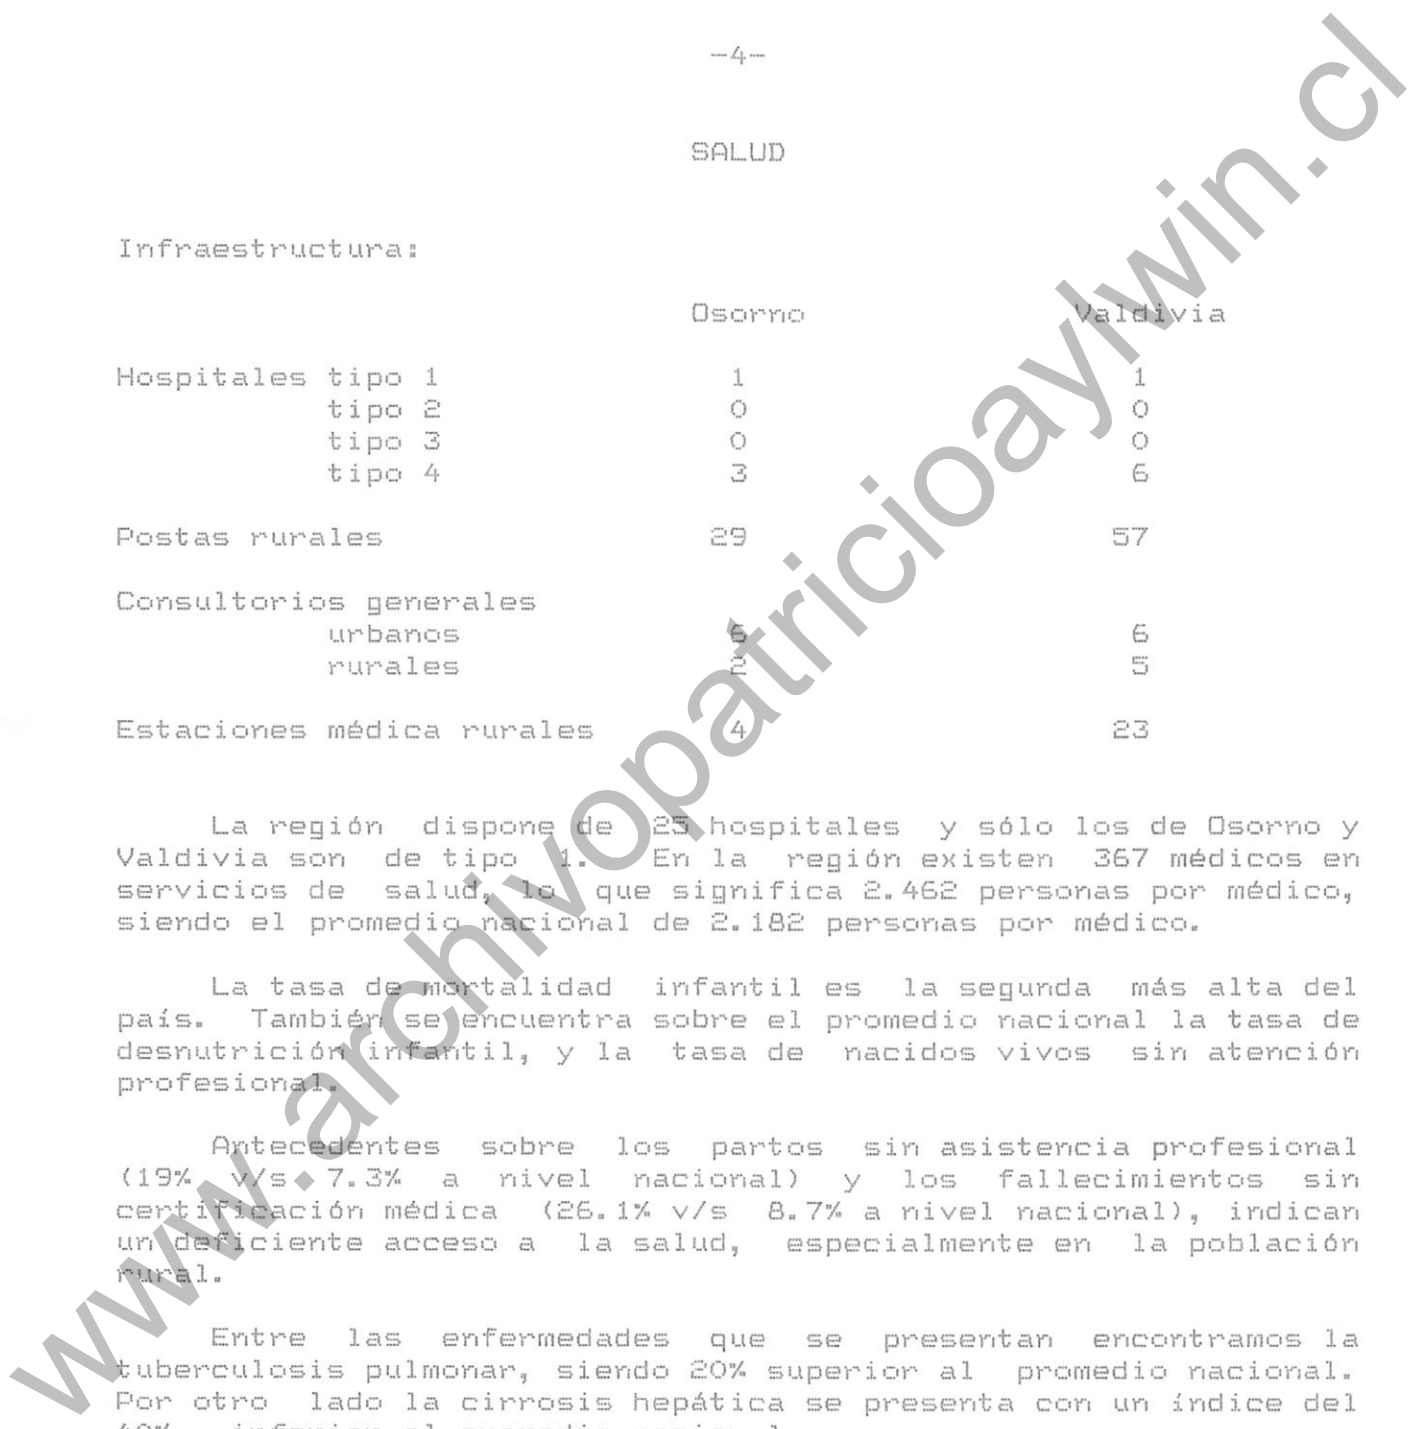 -4-
SALUD
Infraestructura:
Osorno Valdivia
Hospitales tipo 1 1 1
tipo 2 0 0
tipo 3 0 0
tipo 4 3 6
Postas rurales 29 57
Consultorios generales
urbanos 6 6
rurales 2 5
Estaciones médica rurales 4 23
La región dispone de 25 hospitales y sólo los de Osorno y
Valdivia son de tipo 1. En la región existen 367 médicos en
servicios de salud, lo que significa 2.462 personas por médico,
siendo el promedio nacional de 2.182 personas por médico.
La tasa de mortalidad infantil es la segunda más alta del
país. También se encuentra sobre el promedio nacional la tasa de
desnutrición infantil, y la tasa de nacidos vivos sin atención
profesional.
Antecedentes sobre los partos sin asistencia profesional
(19% v/s. 7.3% a nivel nacional) y los fallecimientos sin
certificación médica (26.1% v/s 8.7% a nivel nacional), indican
un deficiente acceso a la salud, especialmente en la población
rural.
Entre las enfermedades que se presentan encontramos la
tuberculosis pulmonar, siendo 20% superior al promedio nacional.
Por otro lado la cirrosis hepática se presenta con un índice del
www.archivopatricioaylwin.cl